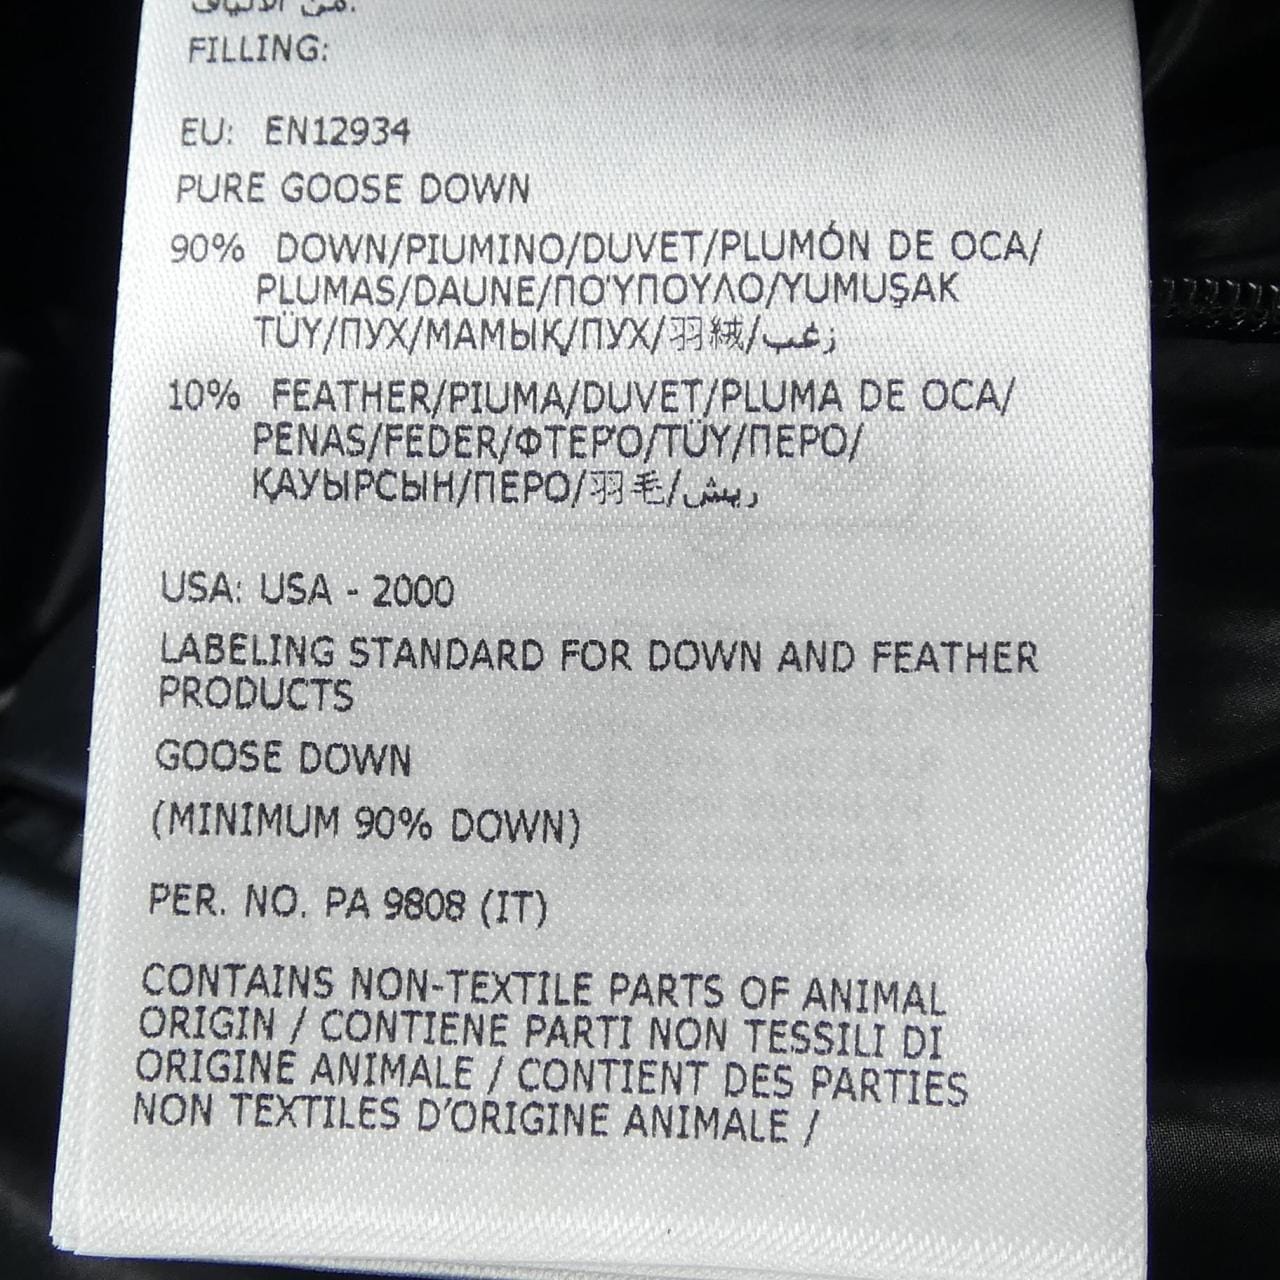 من الألياف.
FILLING:
EU: EN12934
PURE GOOSE DOWN
90% DOWN/PIUMINO/DUVET/PLUMÓN DE OCA/
PLUMAS/DAUNE/ΠΟΎΠΟΥΛΟ/YUMUŞAK
TÜY/ПУХ/МАМЫҚ/ПУХ/羽絨/زغب
10% FEATHER/PIUMA/DUVET/PLUMA DE OCA/
PENAS/FEDER/ΦΤΕΡΌ/TÜY/ПЕРО/
ҚАУЫРСЫН/ПЕРО/羽毛/ريش
USA: USA - 2000
LABELING STANDARD FOR DOWN AND FEATHER
PRODUCTS
GOOSE DOWN
(MINIMUM 90% DOWN)
PER. NO. PA 9808 (IT)
CONTAINS NON-TEXTILE PARTS OF ANIMAL
ORIGIN / CONTIENE PARTI NON TESSILI DI
ORIGINE ANIMALE / CONTIENT DES PARTIES
NON TEXTILES D'ORIGINE ANIMALE /